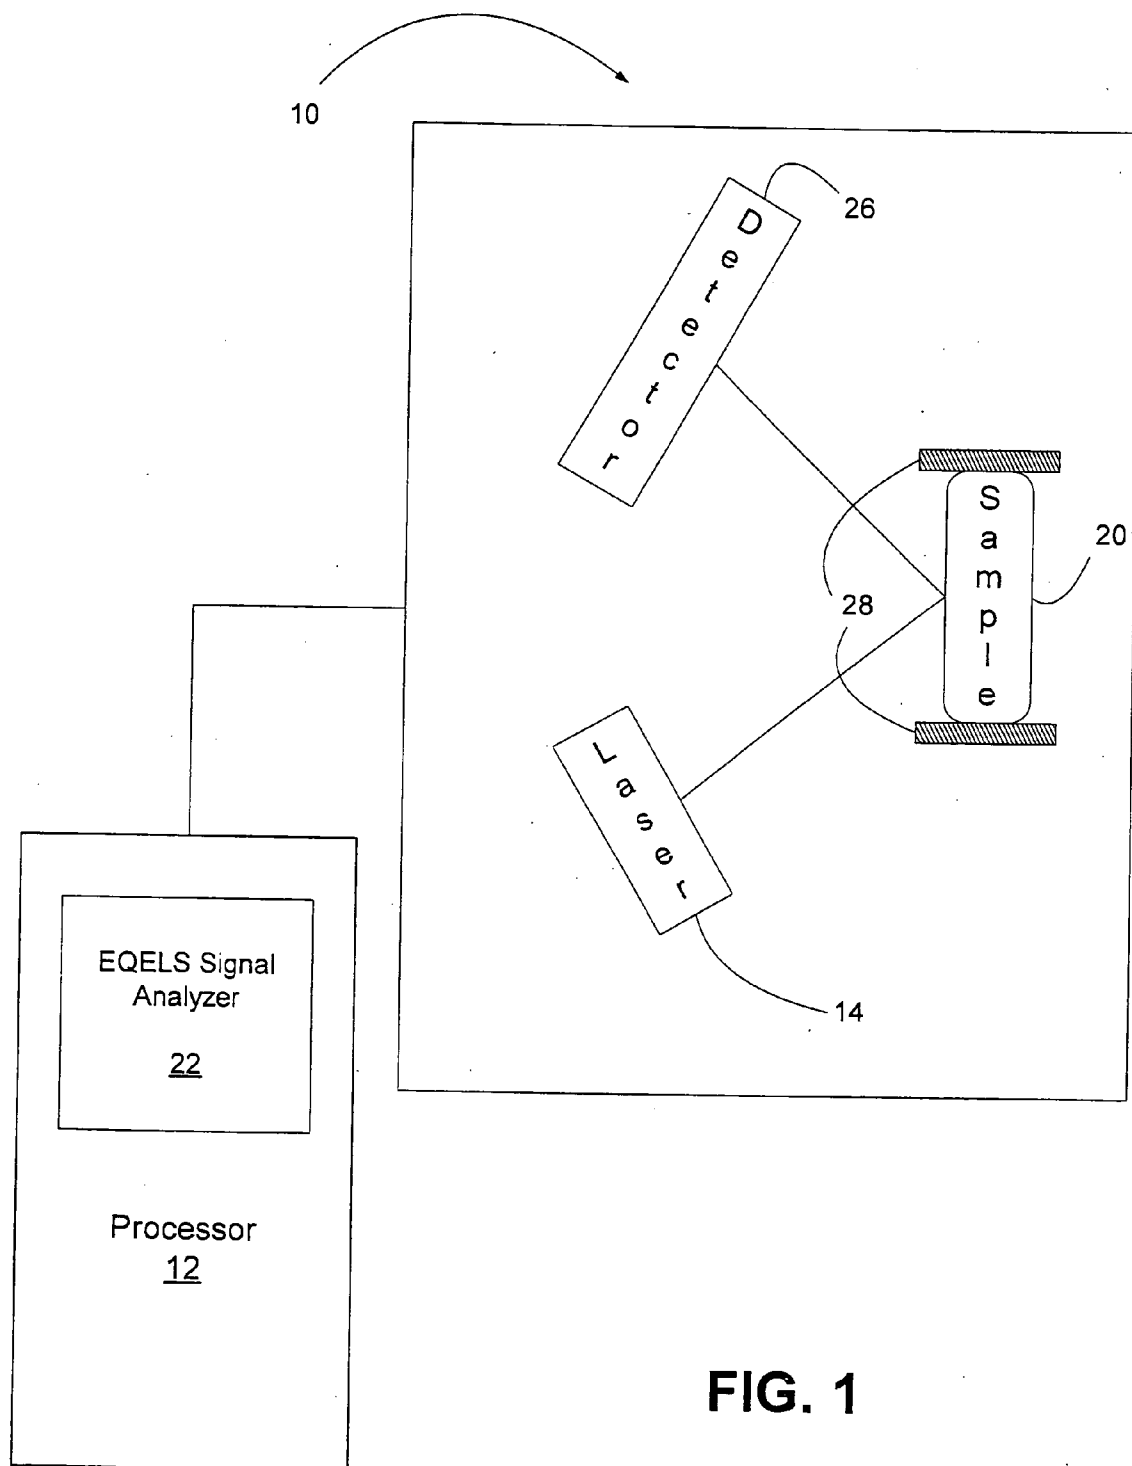 10
26
Detector
Sample
20
28
Laser
14
EQELS Signal
Analyzer
22
Processor
12
FIG. 1